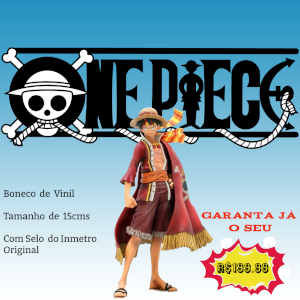 ONE PIECE
Boneco de Vinil
Tamanho de 15cms
Com Selo do Inmetro
Original
GARANTA JÁ
O SEU
R$199.99